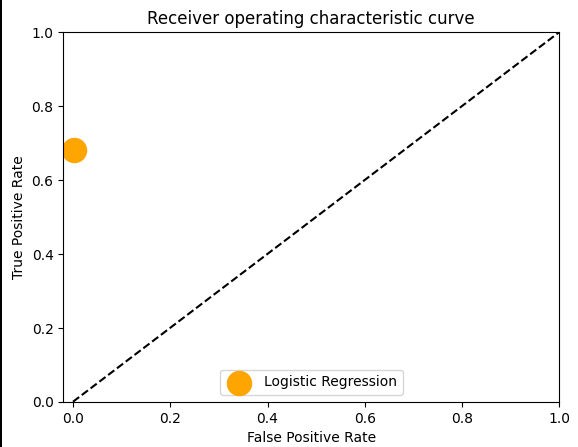 Receiver operating characteristic curve
1.0
0.8
0.6
0.4
0.2
0.0
True Positive Rate
Logistic Regression
0.0 0.2 0.4 0.6 0.8 1.0
False Positive Rate